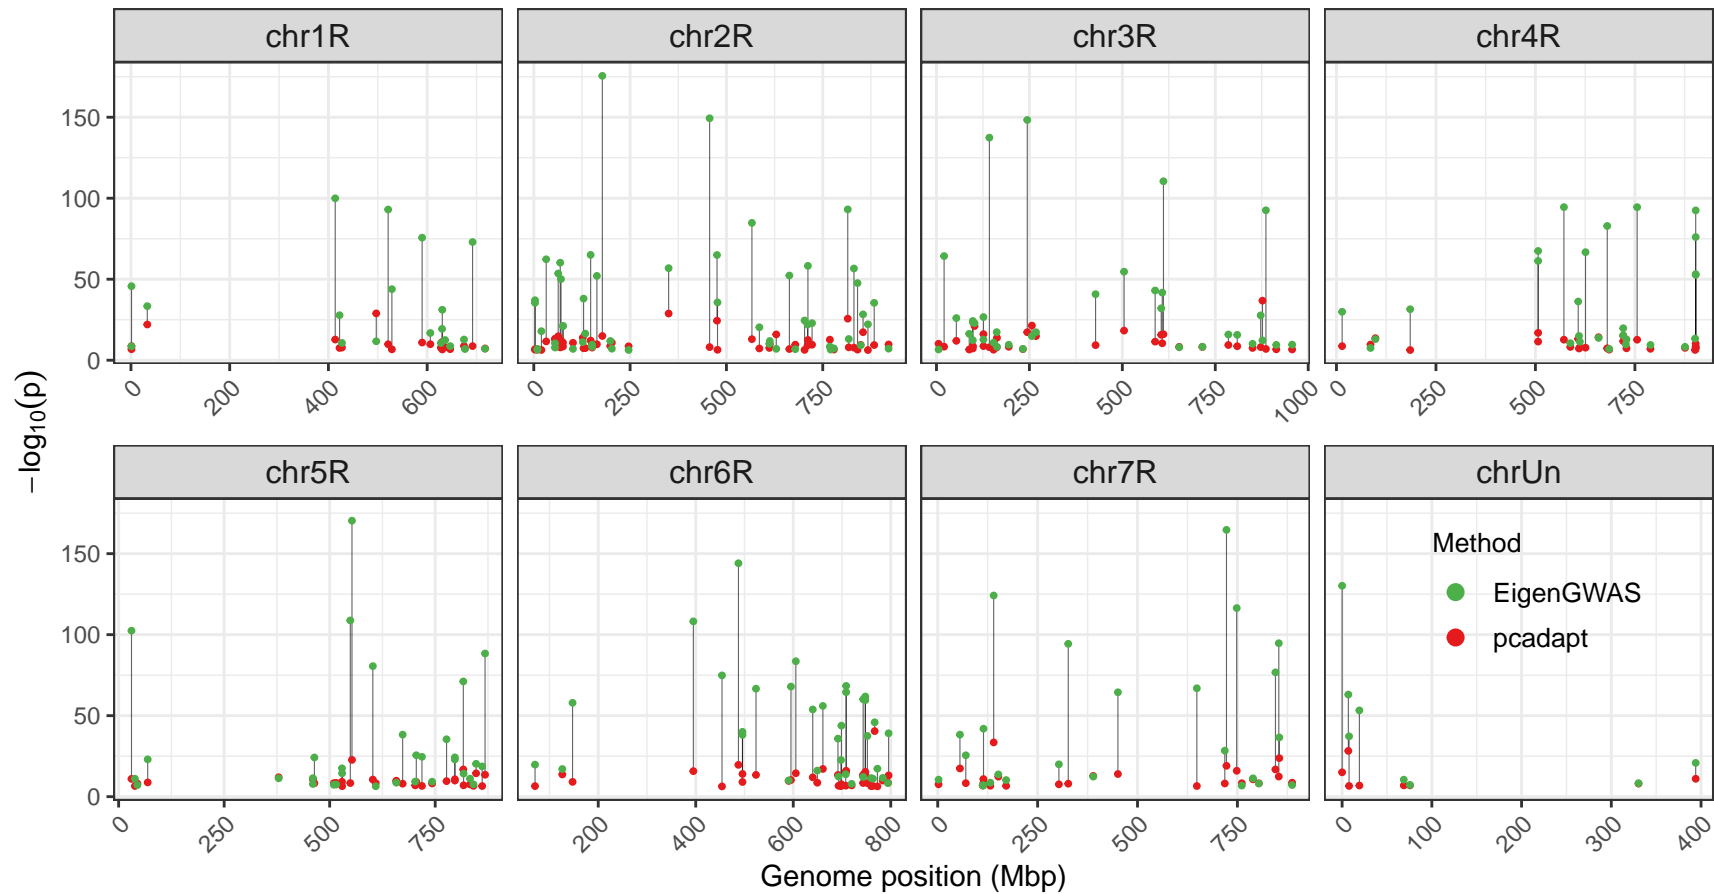 chr1R chr2R chr3R chr4R
150
100
50
0
0 200 400 600 0 250 500 750 0 250 500 750 1000 0 250 500 750
−log10(p)
chr5R chr6R chr7R chrUn
150
100
50
0
Method
EigenGWAS
pcadapt
0 250 500 750 200 400 600 800 0 250 500 750 0 100 200 300 400
Genome position (Mbp)